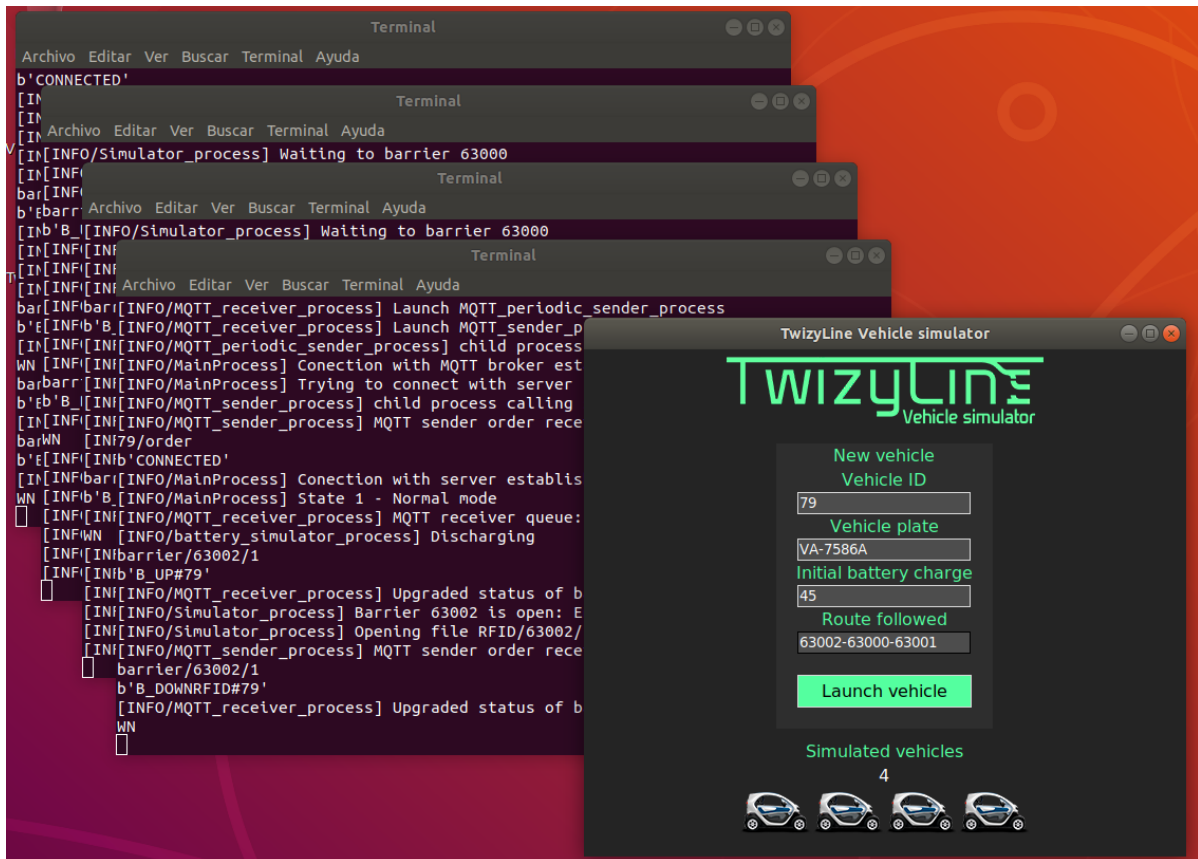 Terminal
Archivo Editar Ver Buscar Terminal Ayuda
b'CONNECTED'
Terminal
Archivo Editar Ver Buscar Terminal Ayuda
[INFO/Simulator_process] Waiting to barrier 63000
Terminal
Archivo Editar Ver Buscar Terminal Ayuda
[INFO/Simulator_process] Waiting to barrier 63000
Terminal
Archivo Editar Ver Buscar Terminal Ayuda
[INFO/MQTT_receiver_process] Launch MQTT_periodic_sender_process
[INFO/MQTT_receiver_process] Launch MQTT_sender_p
[INFO/MQTT_periodic_sender_process] child process
[INFO/MainProcess] Conection with MQTT broker est
[INFO/MainProcess] Trying to connect with server
[INFO/MQTT_sender_process] child process calling
[INFO/MQTT_sender_process] MQTT sender order rece
79/order
b'CONNECTED'
[INFO/MainProcess] Conection with server establis
[INFO/MainProcess] State 1 - Normal mode
[INFO/MQTT_receiver_process] MQTT receiver queue:
[INFO/battery_simulator_process] Discharging
barrier/63002/1
b'B_UP#79'
[INFO/MQTT_receiver_process] Upgraded status of b
[INFO/Simulator_process] Barrier 63002 is open: E
[INFO/Simulator_process] Opening file RFID/63002/
[INFO/MQTT_sender_process] MQTT sender order rece
barrier/63002/1
b'B_DOWNRFID#79'
[INFO/MQTT_receiver_process] Upgraded status of b
WN
TwizyLine Vehicle simulator
TwizyLine
Vehicle simulator
New vehicle
Vehicle ID
79
Vehicle plate
VA-7586A
Initial battery charge
45
Route followed
63002-63000-63001
Launch vehicle
Simulated vehicles
4